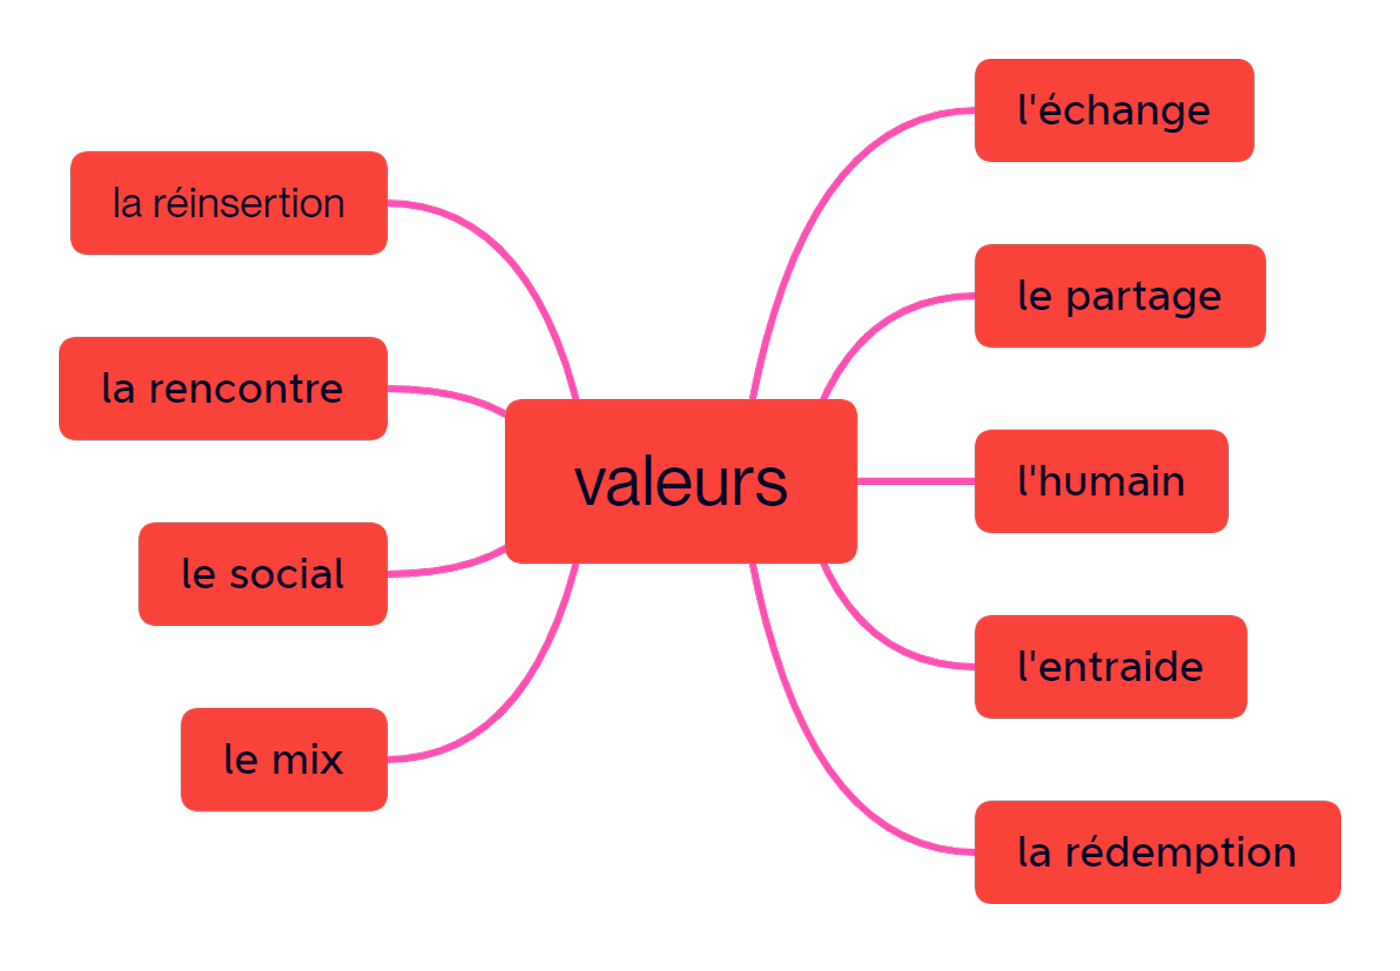 valeurs
l'échange
le partage
l'humain
l'entraide
la rédemption
la réinsertion
la rencontre
le social
le mix